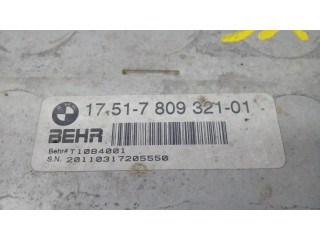 17.51-7 809 321-01
BEHR
Behr# T1084001
S.N. 20110317205550